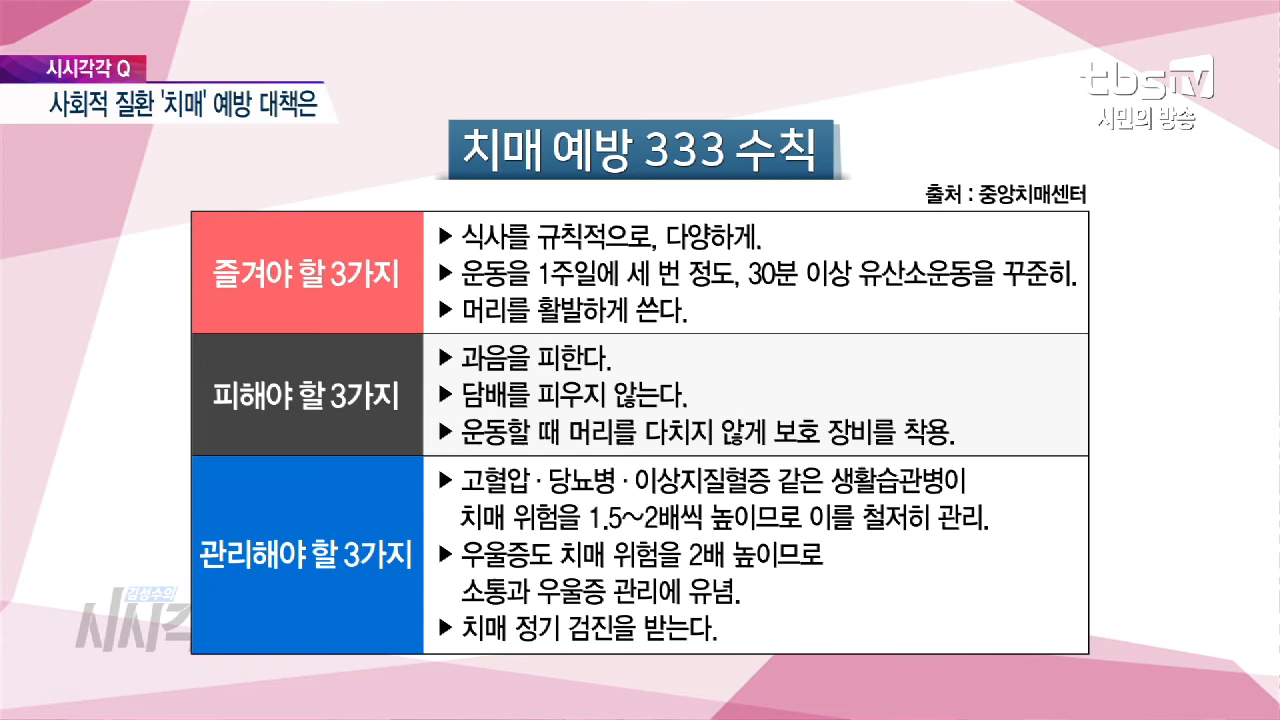 시시각각 Q
사회적 질환 '치매' 예방 대책은
tbs TV
시민의 방송
치매 예방 333 수칙
출처 : 중앙치매센터
즐겨야 할 3가지
▶ 식사를 규칙적으로, 다양하게.
▶ 운동을 1주일에 세 번 정도, 30분 이상 유산소운동을 꾸준히.
▶ 머리를 활발하게 쓴다.
피해야 할 3가지
▶ 과음을 피한다.
▶ 담배를 피우지 않는다.
▶ 운동할 때 머리를 다치지 않게 보호 장비를 착용.
관리해야 할 3가지
▶ 고혈압·당뇨병·이상지질혈증 같은 생활습관병이
치매 위험을 1.5~2배씩 높이므로 이를 철저히 관리.
▶ 우울증도 치매 위험을 2배 높이므로
소통과 우울증 관리에 유념.
▶ 치매 정기 검진을 받는다.
김성수의
시시각